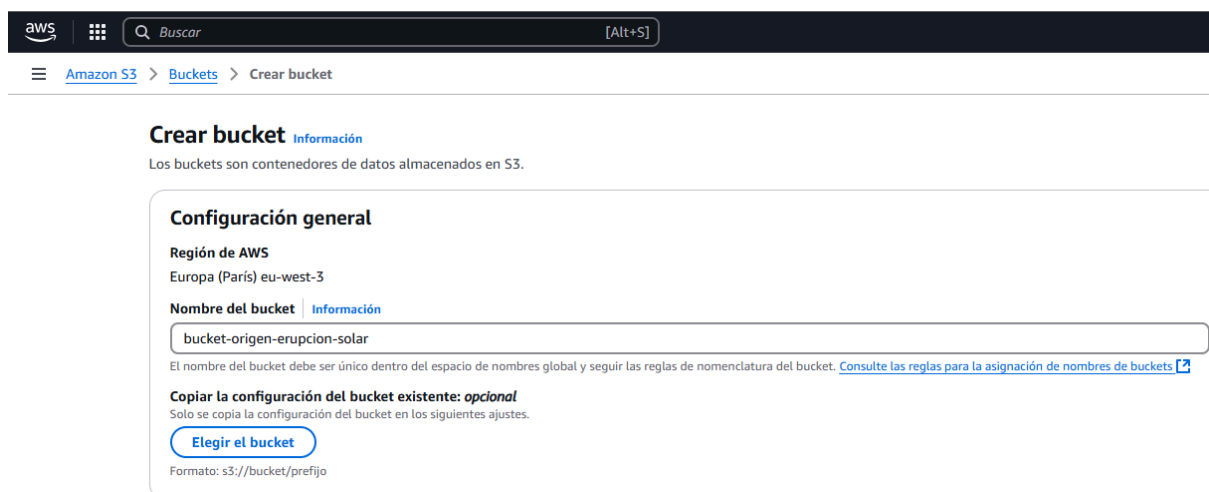 aws
Buscar [Alt+S]
Amazon S3 > Buckets > Crear bucket
Crear bucket Información
Los buckets son contenedores de datos almacenados en S3.
Configuración general
Región de AWS
Europa (París) eu-west-3
Nombre del bucket Información
bucket-origen-erupcion-solar
El nombre del bucket debe ser único dentro del espacio de nombres global y seguir las reglas de nomenclatura del bucket. Consulte las reglas para la asignación de nombres de buckets
Copiar la configuración del bucket existente: opcional
Solo se copia la configuración del bucket en los siguientes ajustes.
Elegir el bucket
Formato: s3://bucket/prefijo